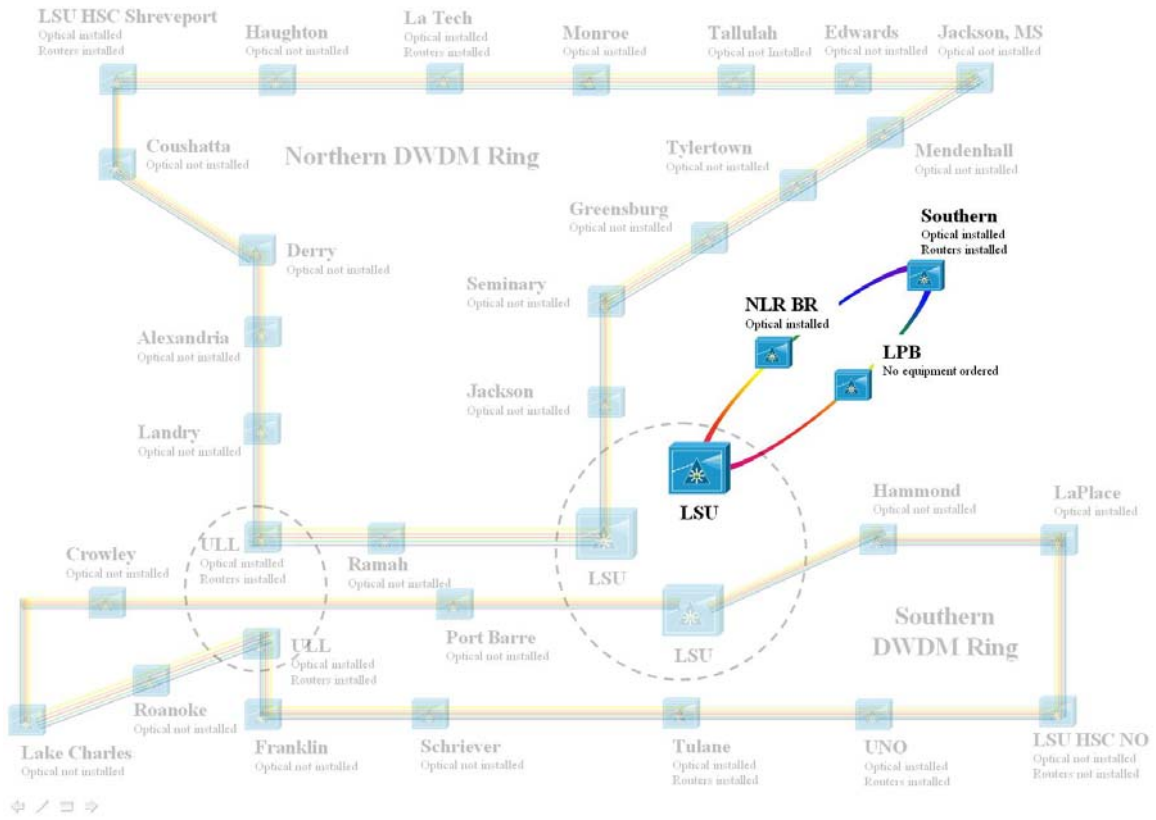 LSU HSC Shreveport
Optical installed
Routers installed
Haughton
Optical not installed
La Tech
Optical installed
Routers installed
Monroe
Optical not installed
Tallulah
Optical not Installed
Edwards
Optical not installed
Jackson, MS
Optical not installed
Coushatta
Optical not installed
Northern DWDM Ring
Tylertown
Optical not installed
Mendenhall
Optical not installed
Greensburg
Optical not installed
Southern
Optical installed
Routers installed
Derry
Optical not installed
Seminary
Optical not installed
NLR BR
Optical installed
Alexandria
Optical not installed
LPB
No equipment ordered
Jackson
Optical not installed
Landry
Optical not installed
LSU
Hammond
Optical not installed
LaPlace
Optical installed
ULL
Optical installed
Routers installed
Crowley
Optical not installed
Ramah
Optical not installed
LSU
Port Barre
Optical not installed
LSU
Southern
DWDM Ring
ULL
Optical installed
Routers installed
Roanoke
Optical not installed
Lake Charles
Optical not installed
Franklin
Optical not installed
Schriever
Optical not installed
Tulane
Optical installed
Routers installed
UNO
Optical installed
Routers installed
LSU HSC NO
Optical not installed
Routers not installed